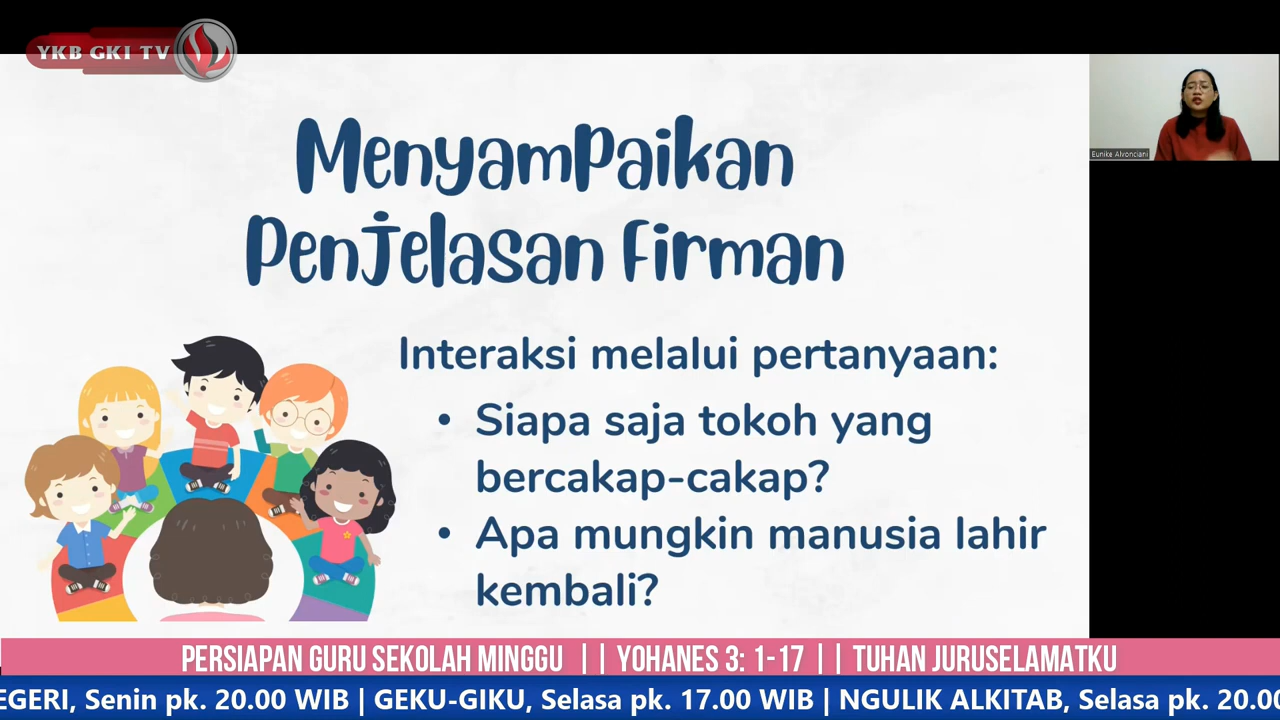 YKB GKI TV
Menyampaikan
Penjelasan Firman
Eunike Alvonciani
Interaksi melalui pertanyaan:
• Siapa saja tokoh yang
bercakap-cakap?
• Apa mungkin manusia lahir
kembali?
PERSIAPAN GURU SEKOLAH MINGGU || YOHANES 3: 1-17 || TUHAN JURUSELAMATKU
EGERI, Senin pk. 20.00 WIB | GEKU-GIKU, Selasa pk. 17.00 WIB | NGULIK ALKITAB, Selasa pk. 20.00